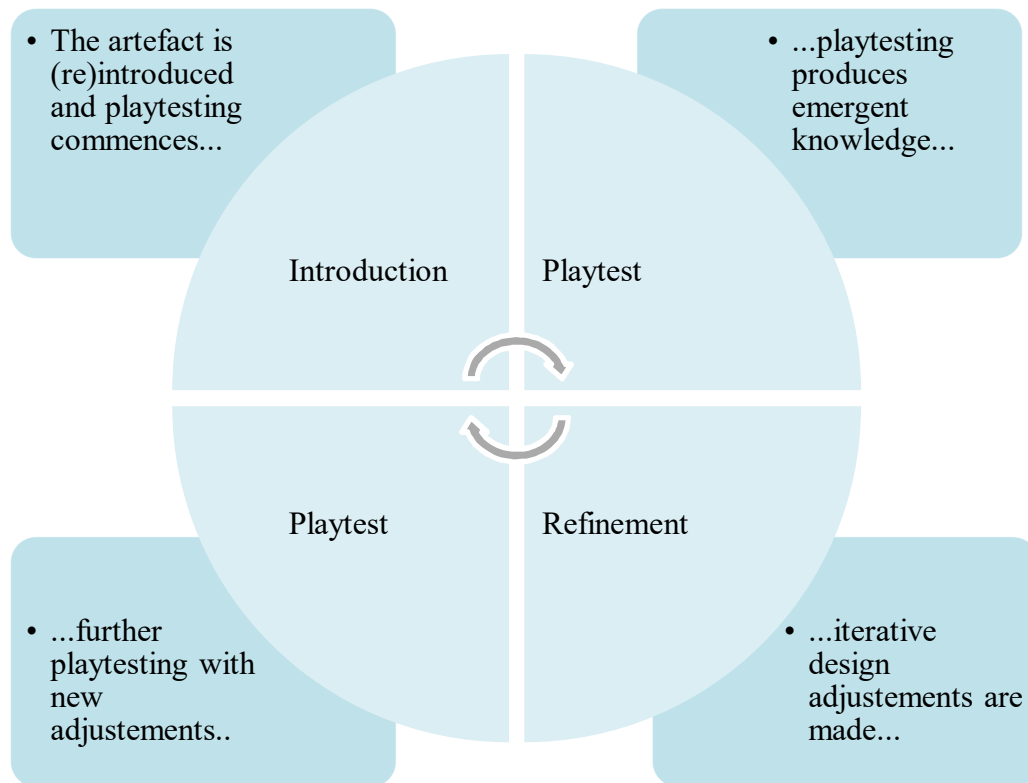 • The artefact is
(re)introduced
and playtesting
commences...
• ...playtesting
produces
emergent
knowledge...
Introduction
Playtest
Playtest
Refinement
• ...further
playtesting with
new
adjustements..
• ...iterative
design
adjustements are
made...